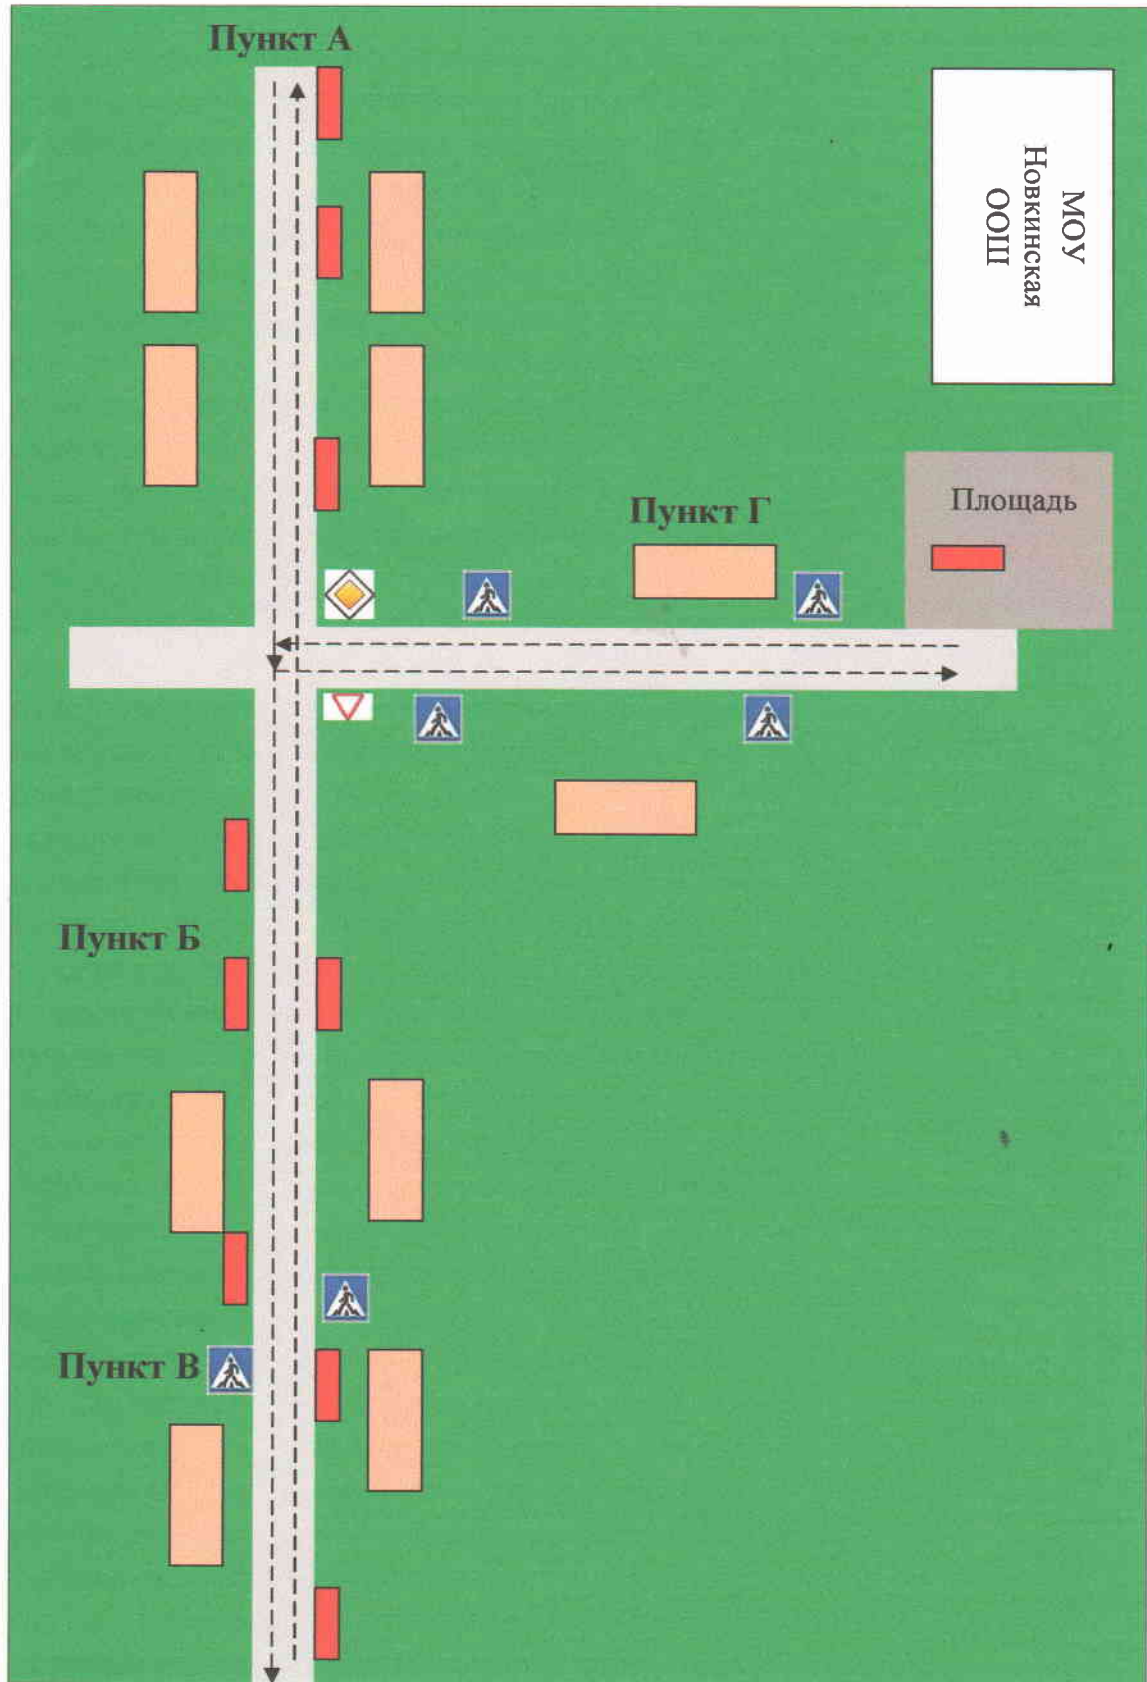 Пункт А
МОУ
Новкинская
ООШ
Площадь
Пункт Г
Пункт Б
Пункт В